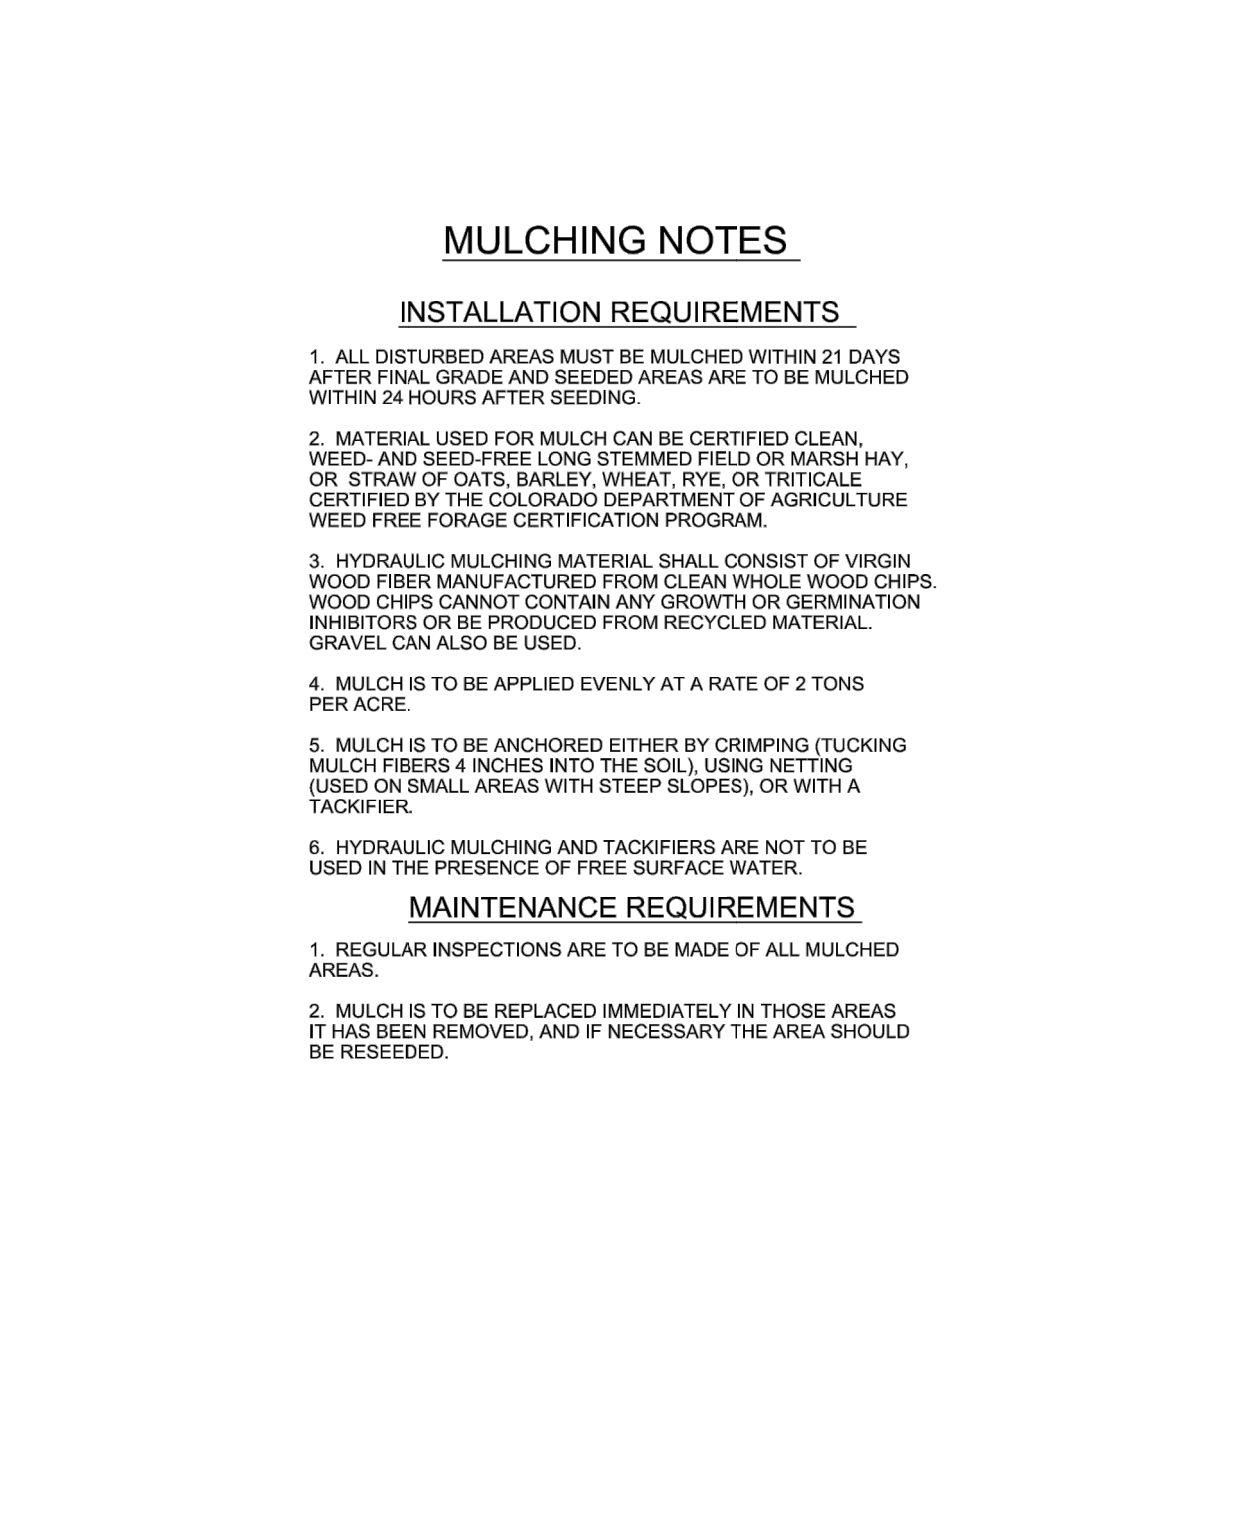 MULCHING NOTES
INSTALLATION REQUIREMENTS
1. ALL DISTURBED AREAS MUST BE MULCHED WITHIN 21 DAYS
AFTER FINAL GRADE AND SEEDED AREAS ARE TO BE MULCHED
WITHIN 24 HOURS AFTER SEEDING.
2. MATERIAL USED FOR MULCH CAN BE CERTIFIED CLEAN,
WEED- AND SEED-FREE LONG STEMMED FIELD OR MARSH HAY,
OR STRAW OF OATS, BARLEY, WHEAT, RYE, OR TRITICALE
CERTIFIED BY THE COLORADO DEPARTMENT OF AGRICULTURE
WEED FREE FORAGE CERTIFICATION PROGRAM.
3. HYDRAULIC MULCHING MATERIAL SHALL CONSIST OF VIRGIN
WOOD FIBER MANUFACTURED FROM CLEAN WHOLE WOOD CHIPS.
WOOD CHIPS CANNOT CONTAIN ANY GROWTH OR GERMINATION
INHIBITORS OR BE PRODUCED FROM RECYCLED MATERIAL.
GRAVEL CAN ALSO BE USED.
4. MULCH IS TO BE APPLIED EVENLY AT A RATE OF 2 TONS
PER ACRE.
5. MULCH IS TO BE ANCHORED EITHER BY CRIMPING (TUCKING
MULCH FIBERS 4 INCHES INTO THE SOIL), USING NETTING
(USED ON SMALL AREAS WITH STEEP SLOPES), OR WITH A
TACKIFIER.
6. HYDRAULIC MULCHING AND TACKIFIERS ARE NOT TO BE
USED IN THE PRESENCE OF FREE SURFACE WATER.
MAINTENANCE REQUIREMENTS
1. REGULAR INSPECTIONS ARE TO BE MADE OF ALL MULCHED
AREAS.
2. MULCH IS TO BE REPLACED IMMEDIATELY IN THOSE AREAS
IT HAS BEEN REMOVED, AND IF NECESSARY THE AREA SHOULD
BE RESEEDED.